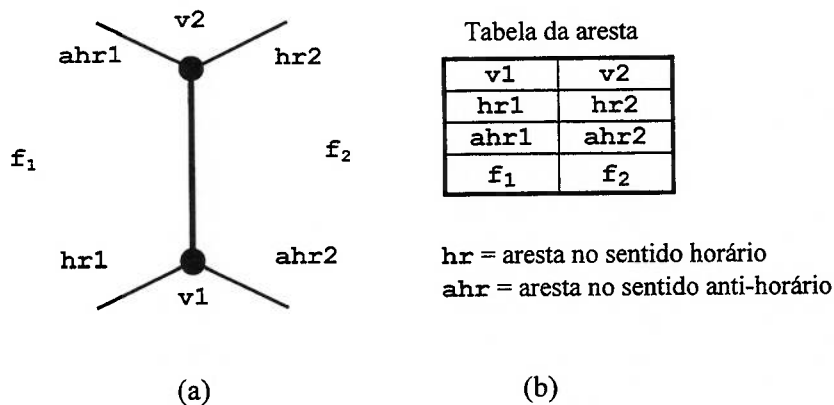 v2
ahr1
hr2
f₁
f₂
hr1
ahr2
v1
(a)
Tabela da aresta
v1 v2
hr1 hr2
ahr1 ahr2
f₁ f₂
hr = aresta no sentido horário
ahr = aresta no sentido anti-horário
(b)